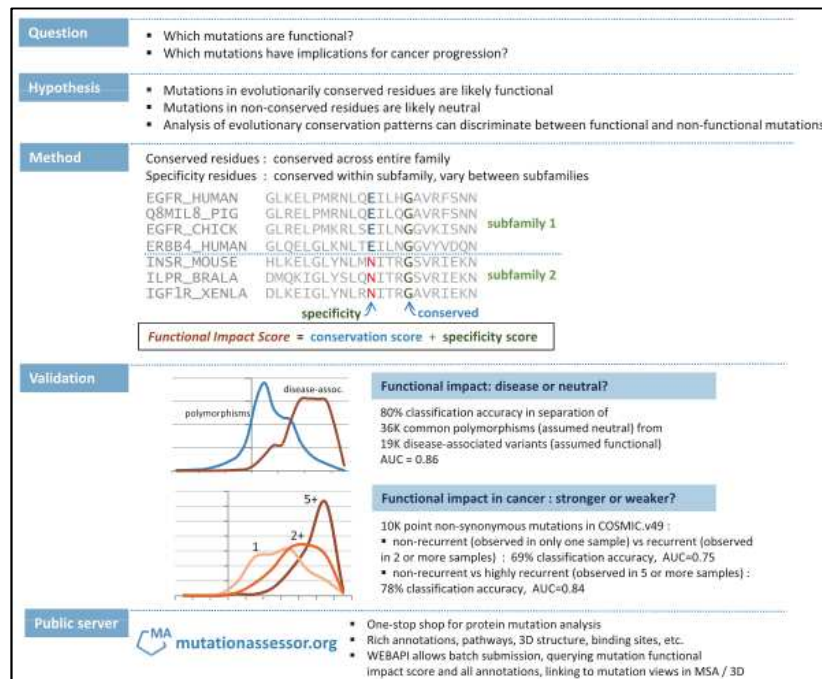 Question
▪ Which mutations are functional?
▪ Which mutations have implications for cancer progression?
Hypothesis
▪ Mutations in evolutionarily conserved residues are likely functional
▪ Mutations in non-conserved residues are likely neutral
▪ Analysis of evolutionary conservation patterns can discriminate between functional and non-functional mutations
Method
Conserved residues : conserved across entire family
Specificity residues : conserved within subfamily, vary between subfamilies
EGFR_HUMAN GLKELPMRNLQEILHGAVRFSNN
Q8MIL8_PIG GLRELPMRNLQEILQGAVRFSNN
EGFR_CHICK GLRELPMKRLSEILNGGVKISNN
ERBB4_HUMAN GLQELGLKNLTEILNGGVYVDQN
subfamily 1
INSR_MOUSE HLKELGLYNLMNITRGSVRIEKN
ILPR_BRALA DMQKIGLYSLQNITRGSVRIEKN
IGF1R_XENLA DLKEIGLYNLRNITRGAVRIEKN
subfamily 2
specificity conserved
Functional Impact Score = conservation score + specificity score
Validation
polymorphisms
disease-assoc.
Functional impact: disease or neutral?
80% classification accuracy in separation of
36K common polymorphisms (assumed neutral) from
19K disease-associated variants (assumed functional)
AUC = 0.86
1
2+
5+
Functional impact in cancer : stronger or weaker?
10K point non-synonymous mutations in COSMIC.v49 :
▪ non-recurrent (observed in only one sample) vs recurrent (observed
in 2 or more samples) : 69% classification accuracy, AUC=0.75
▪ non-recurrent vs highly recurrent (observed in 5 or more samples) :
78% classification accuracy, AUC=0.84
Public server
MA mutationassessor.org
▪ One-stop shop for protein mutation analysis
▪ Rich annotations, pathways, 3D structure, binding sites, etc.
▪ WEBAPI allows batch submission, querying mutation functional
impact score and all annotations, linking to mutation views in MSA / 3D